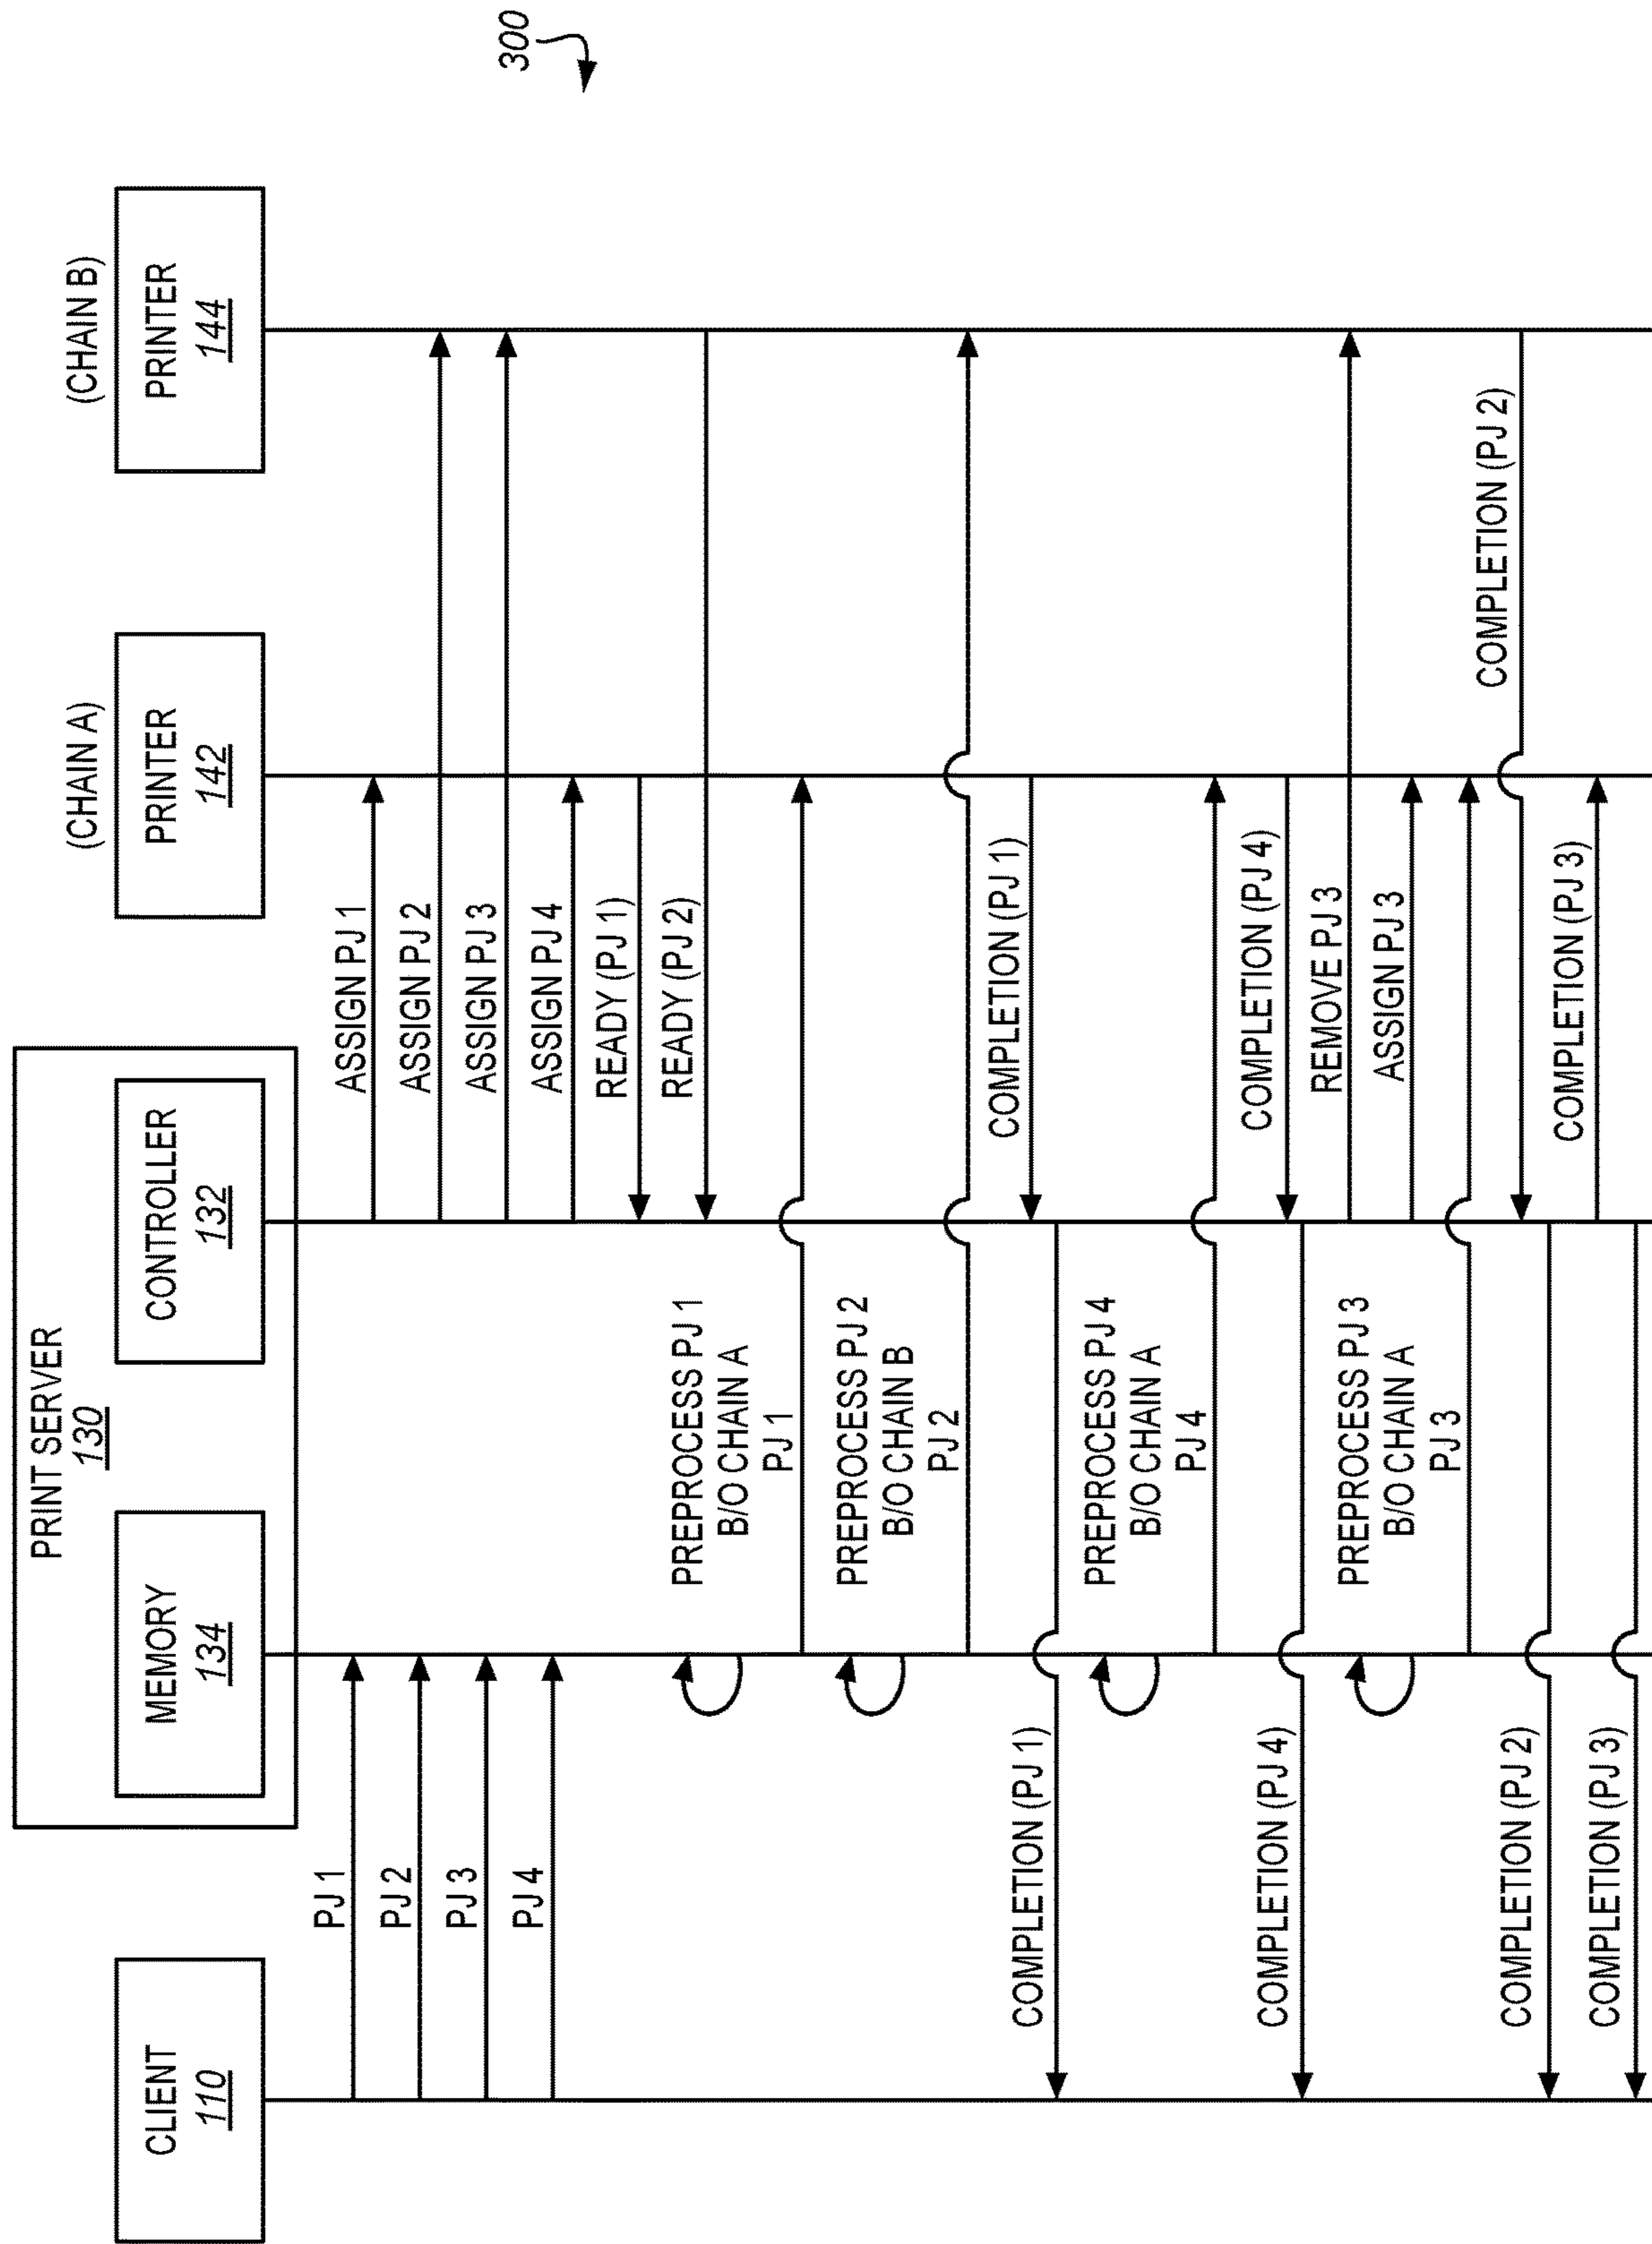 300
PRINT SERVER
130
(CHAIN A)
(CHAIN B)
CLIENT
110
MEMORY
134
CONTROLLER
132
PRINTER
142
PRINTER
144
PJ 1
ASSIGN PJ 1
PJ 2
ASSIGN PJ 2
PJ 3
ASSIGN PJ 3
PJ 4
ASSIGN PJ 4
READY (PJ 1)
READY (PJ 2)
PREPROCESS PJ 1
B/O CHAIN A
PJ 1
PREPROCESS PJ 2
B/O CHAIN B
PJ 2
COMPLETION (PJ 1)
COMPLETION (PJ 1)
PREPROCESS PJ 4
B/O CHAIN A
PJ 4
COMPLETION (PJ 4)
COMPLETION (PJ 4)
REMOVE PJ 3
PREPROCESS PJ 3
B/O CHAIN A
ASSIGN PJ 3
PJ 3
COMPLETION (PJ 2)
COMPLETION (PJ 2)
COMPLETION (PJ 3)
COMPLETION (PJ 3)